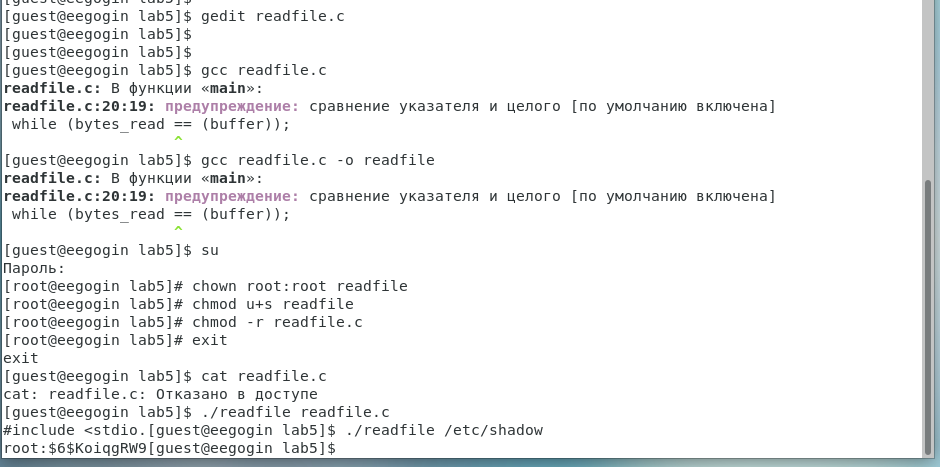 [guest@eegogin lab5]$
[guest@eegogin lab5]$ gedit readfile.c
[guest@eegogin lab5]$
[guest@eegogin lab5]$
[guest@eegogin lab5]$ gcc readfile.c
readfile.c: В функции «main»:
readfile.c:20:19: предупреждение: сравнение указателя и целого [по умолчанию включена]
 while (bytes_read == (buffer));
                   ^
[guest@eegogin lab5]$ gcc readfile.c -o readfile
readfile.c: В функции «main»:
readfile.c:20:19: предупреждение: сравнение указателя и целого [по умолчанию включена]
 while (bytes_read == (buffer));
                   ^
[guest@eegogin lab5]$ su
Пароль:
[root@eegogin lab5]# chown root:root readfile
[root@eegogin lab5]# chmod u+s readfile
[root@eegogin lab5]# chmod -r readfile.c
[root@eegogin lab5]# exit
exit
[guest@eegogin lab5]$ cat readfile.c
cat: readfile.c: Отказано в доступе
[guest@eegogin lab5]$ ./readfile readfile.c
#include <stdio.[guest@eegogin lab5]$ ./readfile /etc/shadow
root:$6$KoiqgRW9[guest@eegogin lab5]$